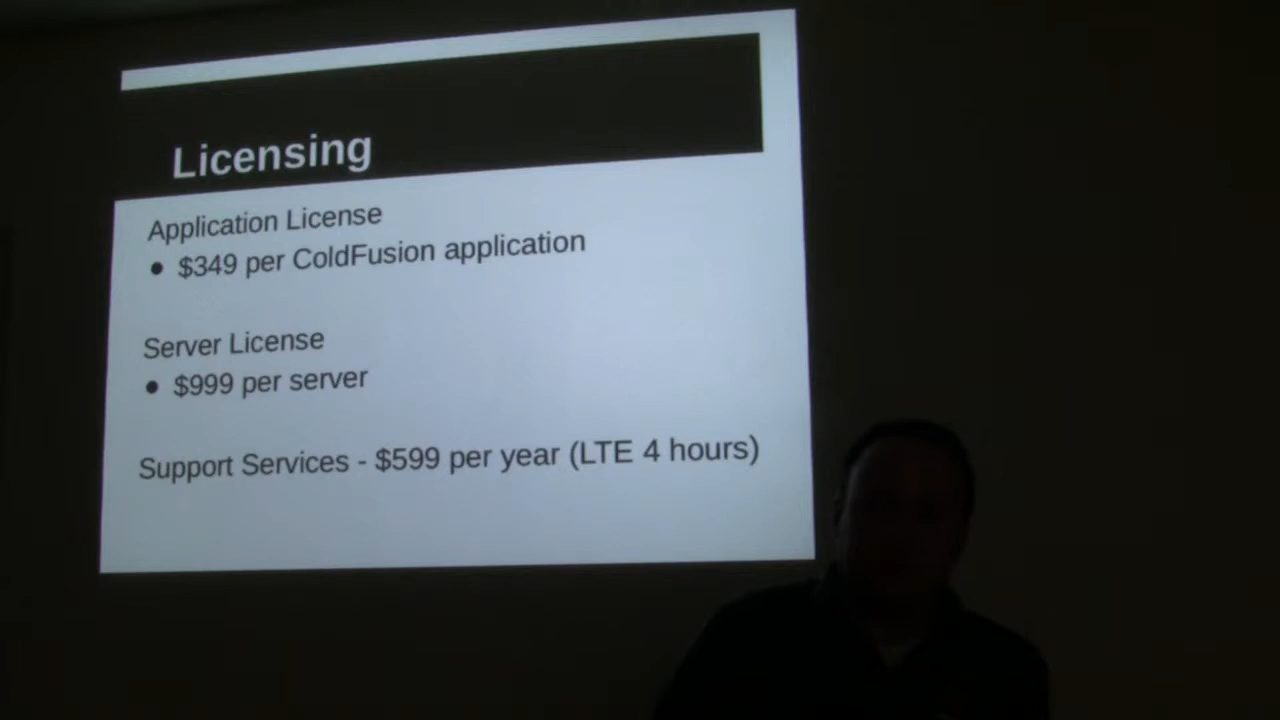 Licensing
Application License
● $349 per ColdFusion application
Server License
● $999 per server
Support Services - $599 per year (LTE 4 hours)